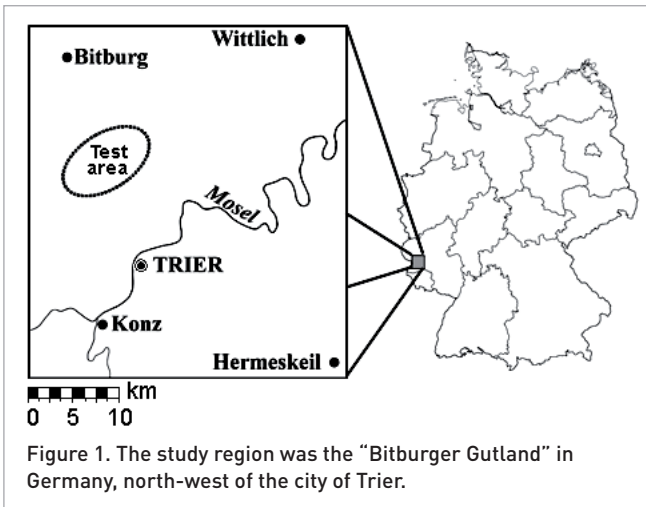 Wittlich
Bitburg
Test
area
Mosel
TRIER
Konz
Hermeskeil
km
0 5 10
Figure 1. The study region was the “Bitburger Gutland” in
Germany, north-west of the city of Trier.